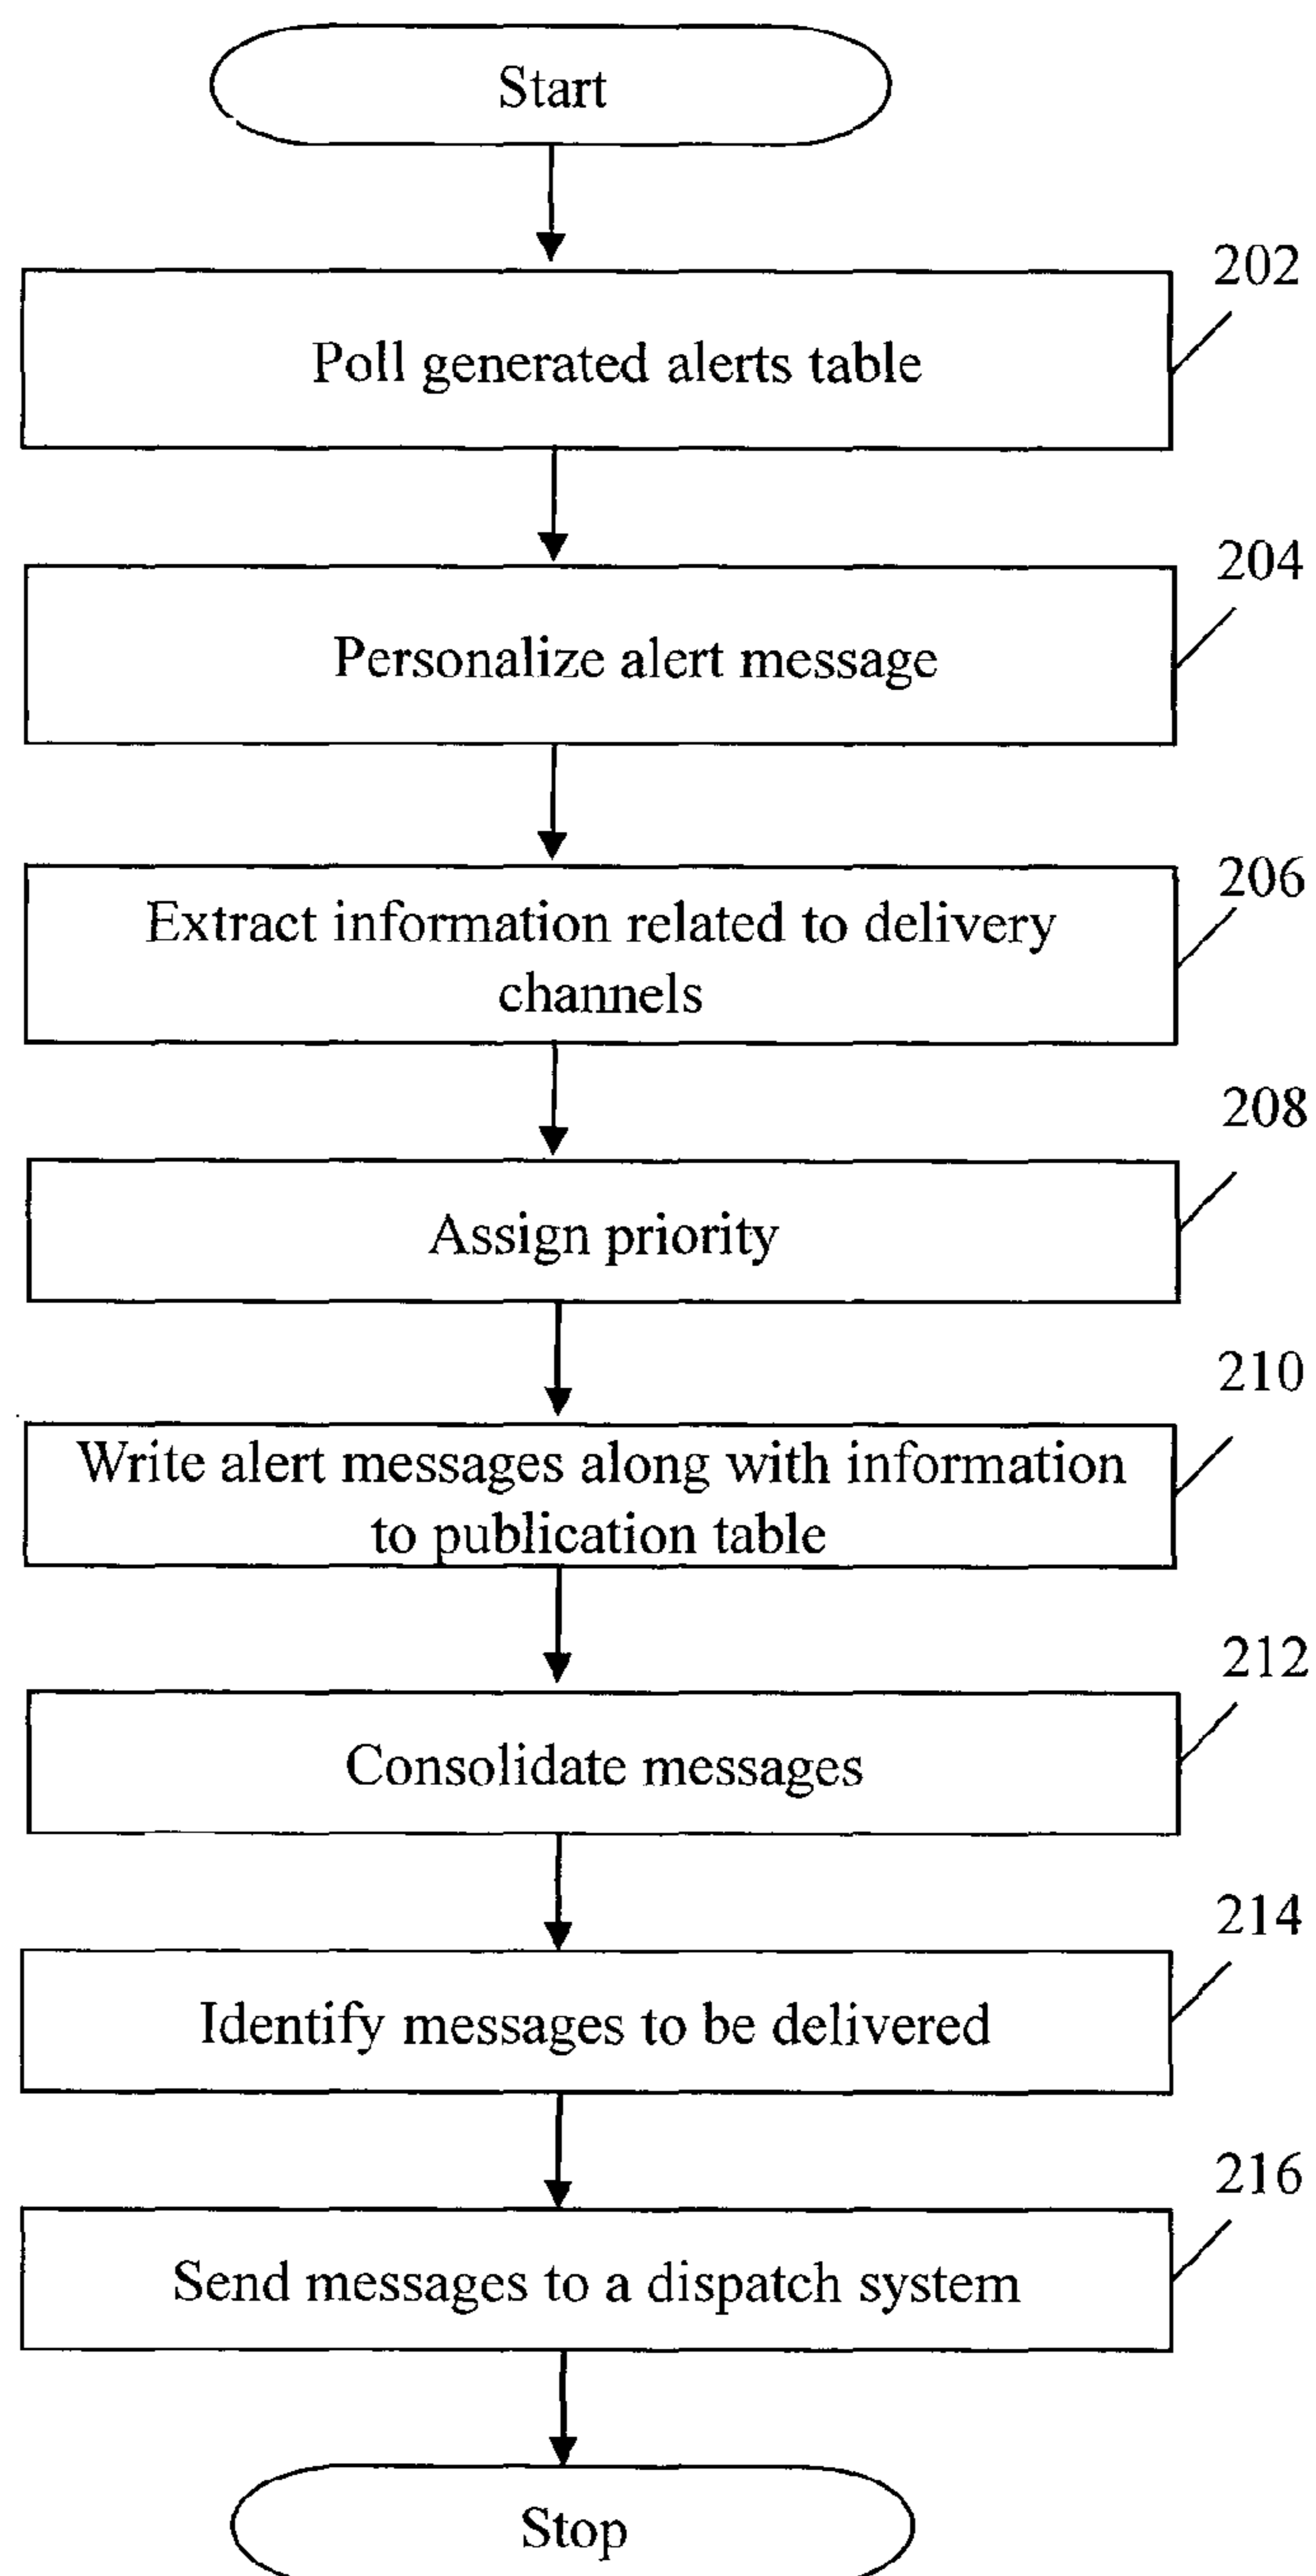 Start
202
Poll generated alerts table
204
Personalize alert message
206
Extract information related to delivery
channels
208
Assign priority
210
Write alert messages along with information
to publication table
212
Consolidate messages
214
Identify messages to be delivered
216
Send messages to a dispatch system
Stop